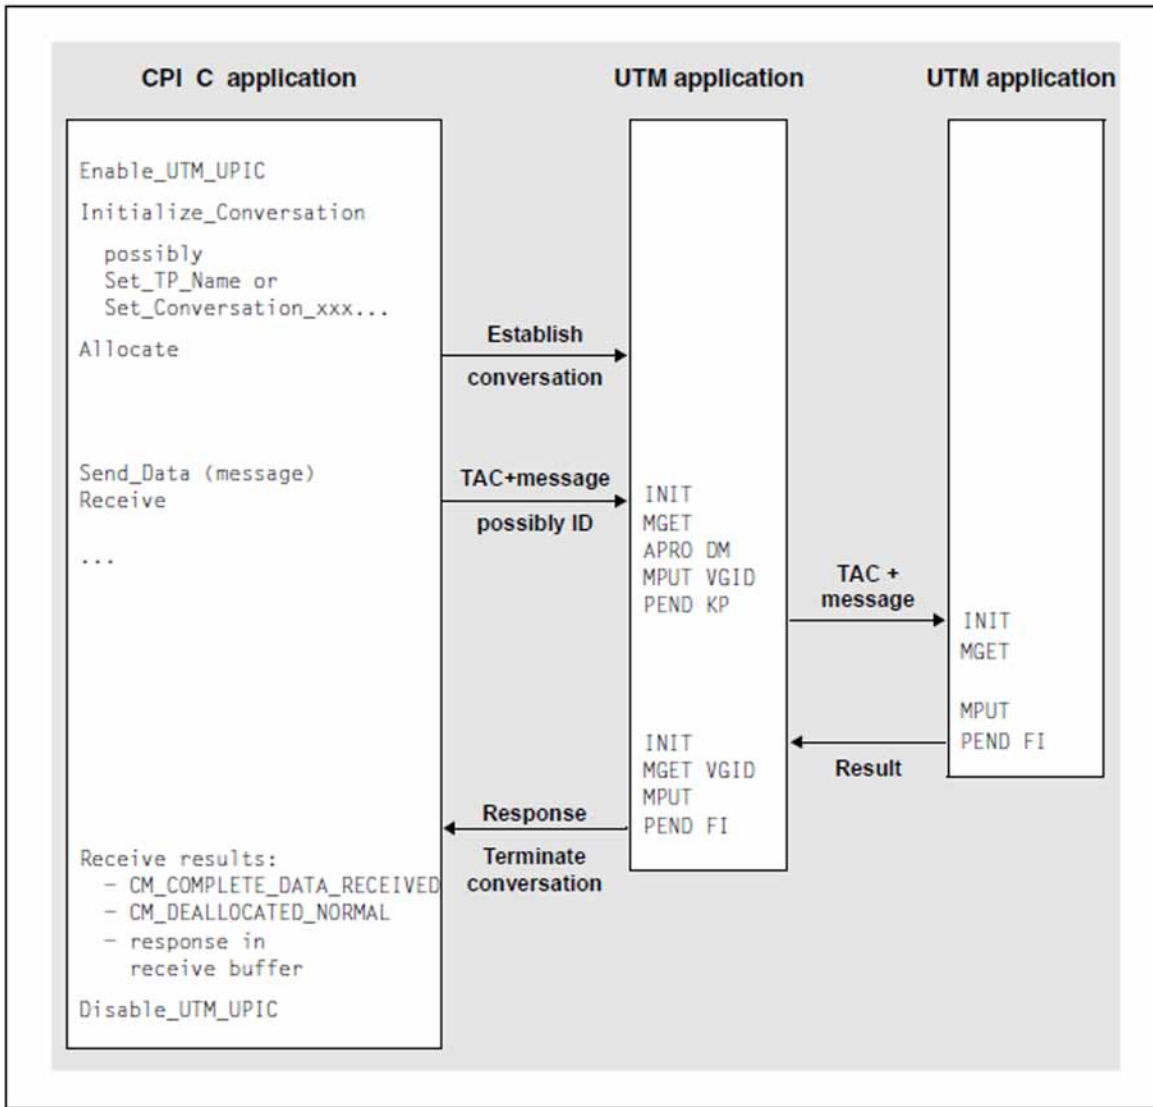 CPI C application
UTM application
UTM application
Enable_UTM_UPIC
Initialize_Conversation
possibly
Set_TP_Name or
Set_Conversation_xxx...
Allocate
Establish
conversation
Send_Data (message)
Receive
...
TAC+message
possibly ID
INIT
MGET
APRO DM
MPUT VGID
PEND KP
TAC +
message
INIT
MGET
MPUT
PEND FI
Result
INIT
MGET VGID
MPUT
PEND FI
Response
Terminate
conversation
Receive results:
– CM_COMPLETE_DATA_RECEIVED
– CM_DEALLOCATED_NORMAL
– response in
receive buffer
Disable_UTM_UPIC